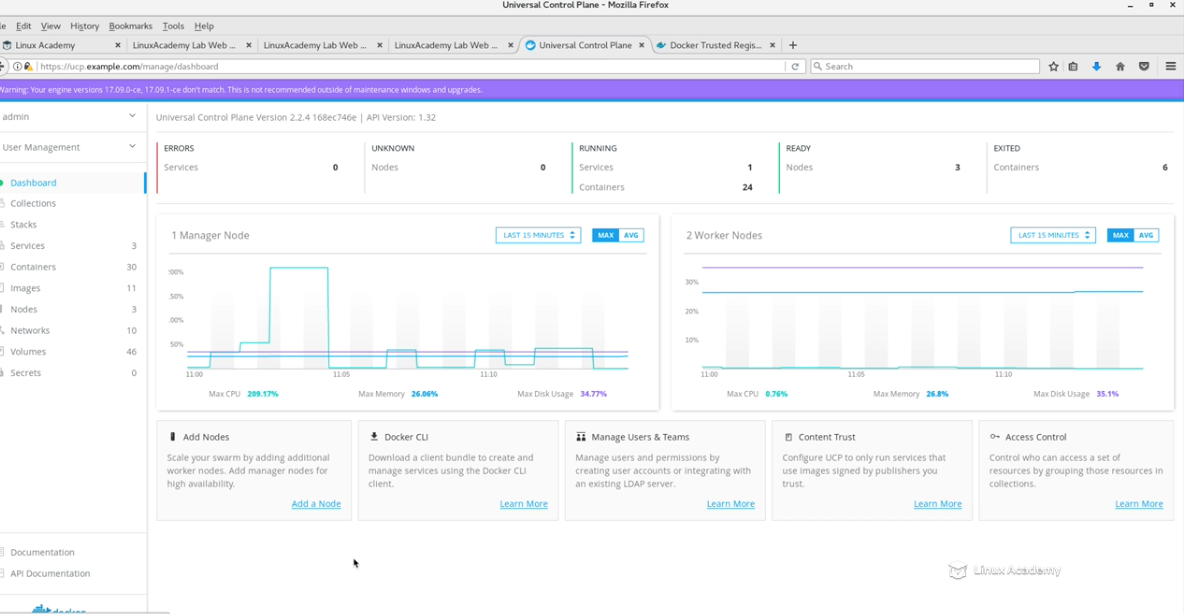 Universal Control Plane - Mozilla Firefox
Edit View History Bookmarks Tools Help
Linux Academy × LinuxAcademy Lab Web ... × LinuxAcademy Lab Web ... × LinuxAcademy Lab Web ... × Universal Control Plane × Docker Trusted Regis... × +
https://ucp.example.com/manage/dashboard Search
Warning: Your engine versions 17.09.0-ce, 17.09.1-ce don't match. This is not recommended outside of maintenance windows and upgrades.
admin
User Management
Dashboard
Collections
Stacks
Services 3
Containers 30
Images 11
Nodes 3
Networks 10
Volumes 46
Secrets 0
Documentation
API Documentation
docker
Universal Control Plane Version 2.2.4 168ec746e | API Version: 1.32
ERRORS
Services 0
UNKNOWN
Nodes 0
RUNNING
Services 1
Containers 24
READY
Nodes 3
EXITED
Containers 6
1 Manager Node LAST 15 MINUTES MAX AVG
00%
50%
.00%
50%
11:00 11:05 11:10
Max CPU 209.17% Max Memory 26.06% Max Disk Usage 34.77%
2 Worker Nodes LAST 15 MINUTES MAX AVG
30%
20%
10%
11:00 11:05 11:10
Max CPU 0.76% Max Memory 26.8% Max Disk Usage 35.1%
Add Nodes
Scale your swarm by adding additional
worker nodes. Add manager nodes for
high availability.
Add a Node
Docker CLI
Download a client bundle to create and
manage services using the Docker CLI
client.
Learn More
Manage Users & Teams
Manage users and permissions by
creating user accounts or integrating with
an existing LDAP server.
Learn More
Content Trust
Configure UCP to only run services that
use images signed by publishers you
trust.
Learn More
Access Control
Control who can access a set of
resources by grouping those resources in
collections.
Learn More
Linux Academy